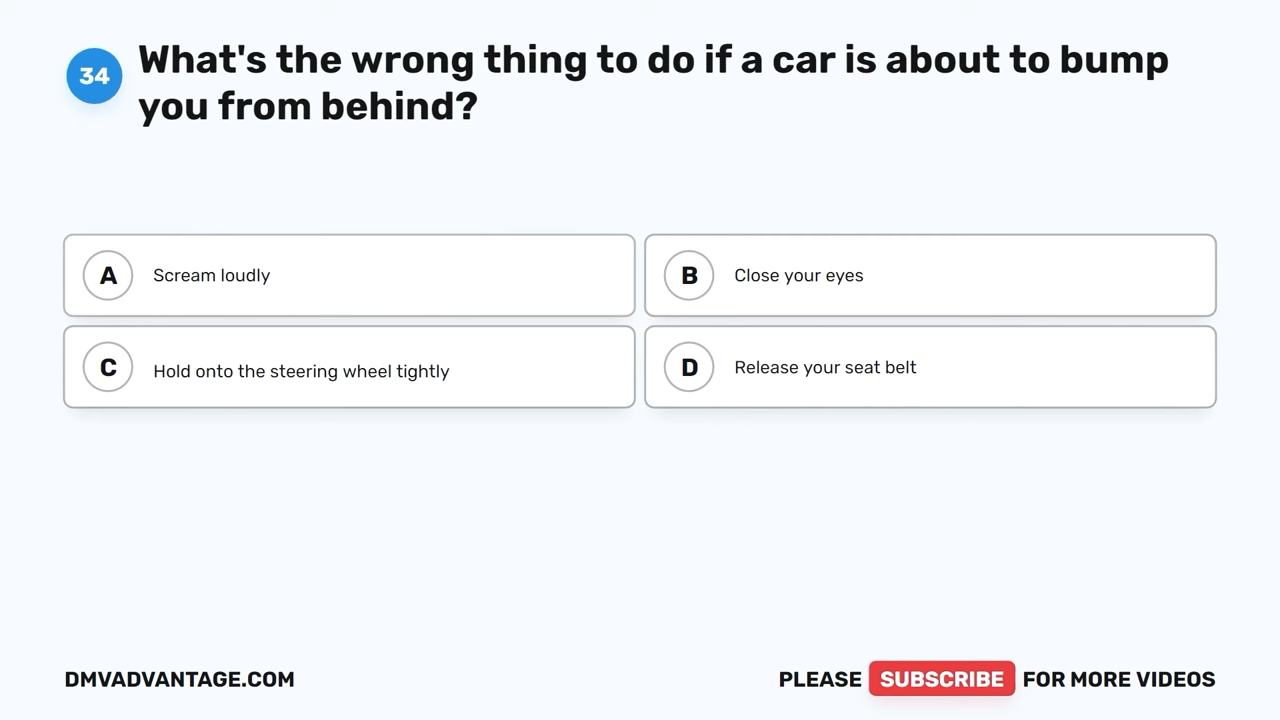 34
What's the wrong thing to do if a car is about to bump
you from behind?
A Scream loudly
B Close your eyes
C Hold onto the steering wheel tightly
D Release your seat belt
DMVADVANTAGE.COM
PLEASE SUBSCRIBE FOR MORE VIDEOS